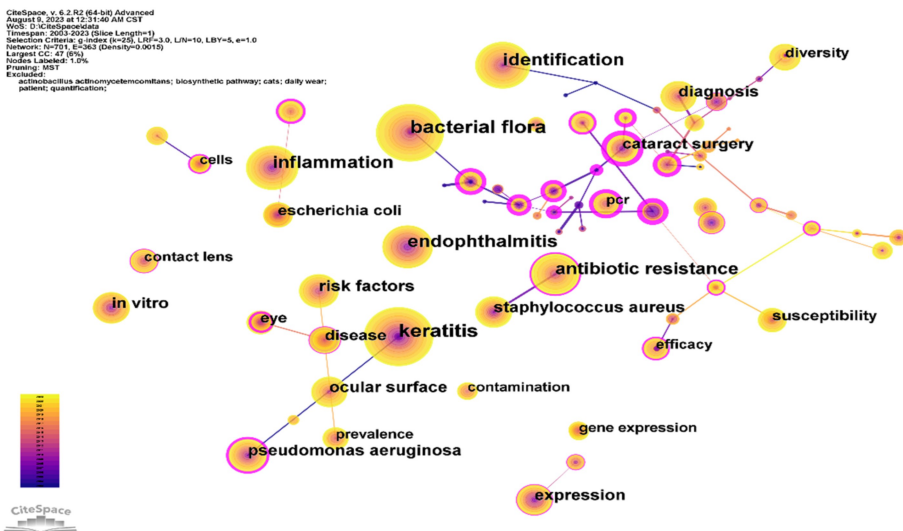 CiteSpace, v. 6.2.R2 (64-bit) Advanced
August 9, 2023 at 12:31:40 AM CST
WoS: D:\CiteSpace\data
Timespan: 2003-2023 (Slice Length=1)
Selection Criteria: g-index (k=25), LRF=3.0, L/N=10, LBY=5, e=1.0
Network: N=701, E=363 (Density=0.0015)
Largest CC: 47 (6%)
Nodes Labeled: 1.0%
Pruning: MST
Excluded:
actinobacillus actinomycetemcomitans; biosynthetic pathway; cats; daily wear;
patient; quantification;
identification
diversity
diagnosis
bacterial flora
cataract surgery
cells
inflammation
pcr
escherichia coli
endophthalmitis
contact lens
antibiotic resistance
risk factors
in vitro
staphylococcus aureus
susceptibility
eye
disease
keratitis
efficacy
ocular surface
contamination
prevalence
gene expression
pseudomonas aeruginosa
expression
CiteSpace